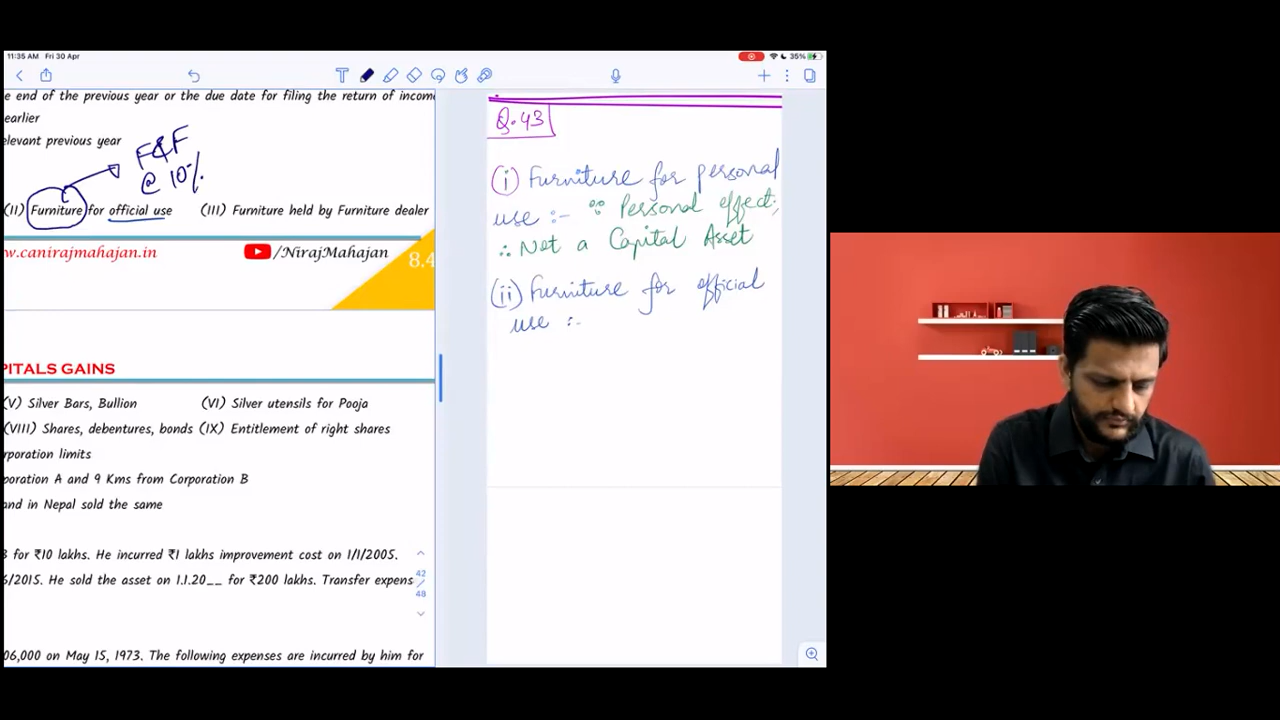 11:35 AM Fri 30 Apr
35%
e end of the previous year or the due date for filing the return of income
earlier
elevant previous year
F&F
@ 10%
(II) Furniture for official use (III) Furniture held by Furniture dealer
w.canirajmahajan.in
/NirajMahajan
8.4
PITALS GAINS
(V) Silver Bars, Bullion (VI) Silver utensils for Pooja
(VIII) Shares, debentures, bonds (IX) Entitlement of right shares
rporation limits
poration A and 9 Kms from Corporation B
and in Nepal sold the same
3 for ₹10 lakhs. He incurred ₹1 lakhs improvement cost on 1/1/2005.
6/2015. He sold the asset on 1.1.20__ for ₹200 lakhs. Transfer expens
42
48
06,000 on May 15, 1973. The following expenses are incurred by him for
Q.43
(i) Furniture for personal
use :- ∵ Personal effect;
∴ Not a Capital Asset
(ii) Furniture for official
use :-